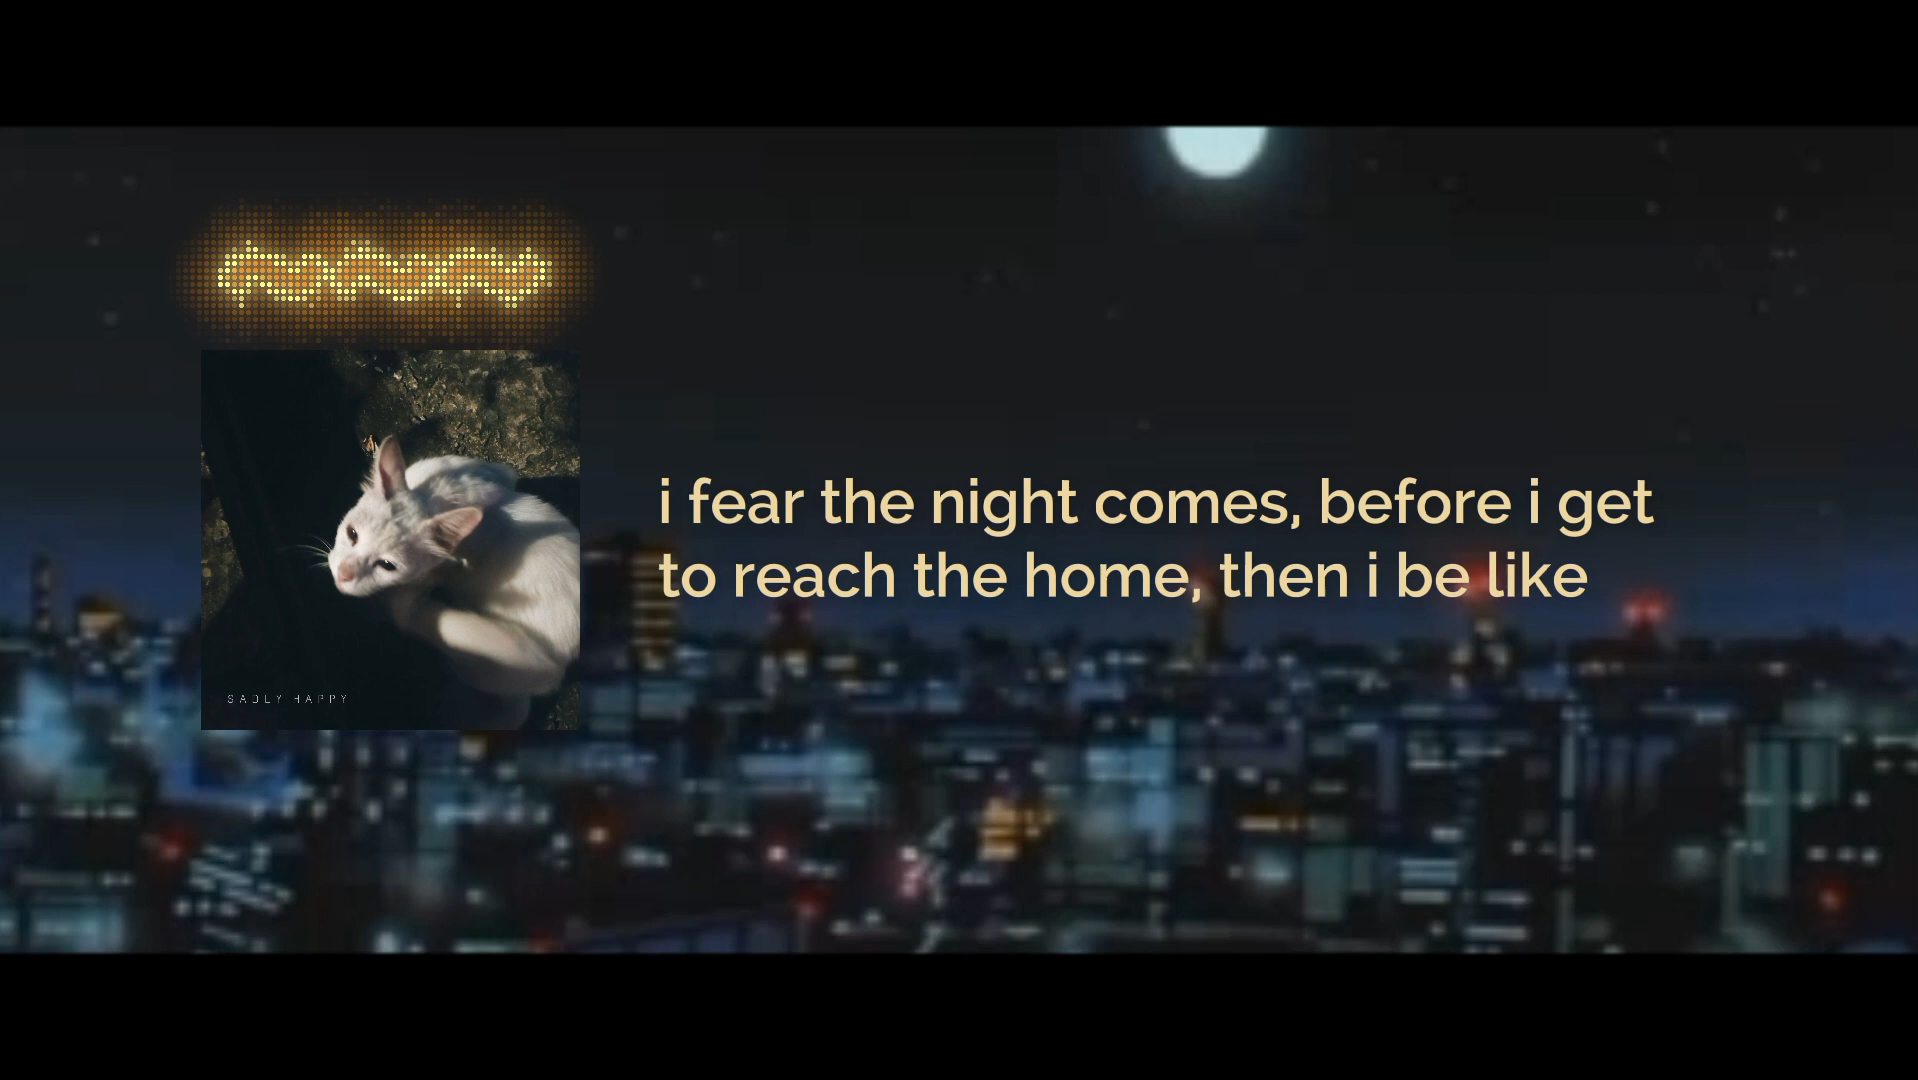 i fear the night comes, before i get
to reach the home, then i be like
SADLY HAPPY